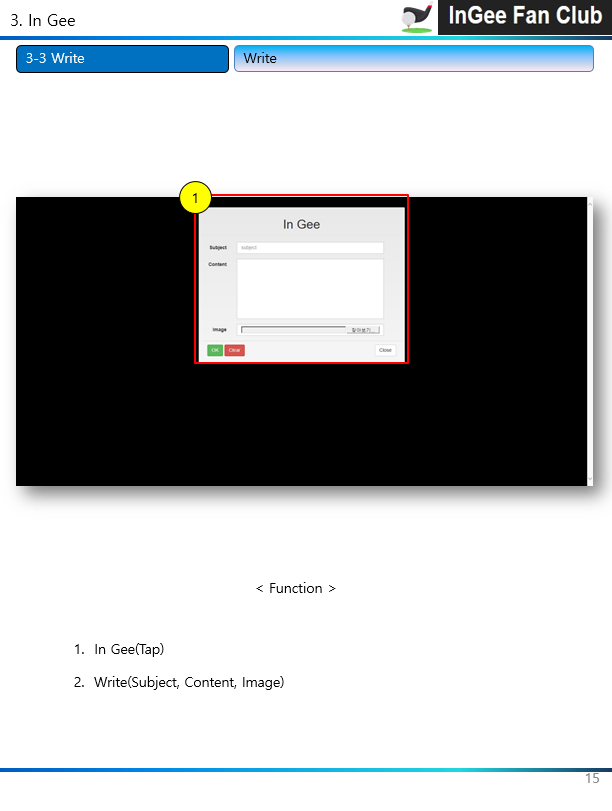 3. In Gee
InGee Fan Club
3-3 Write
Write
1
In Gee
Subject
subject
Content
Image
찾아보기...
OK
Clear
Close
< Function >
1. In Gee(Tap)
2. Write(Subject, Content, Image)
15